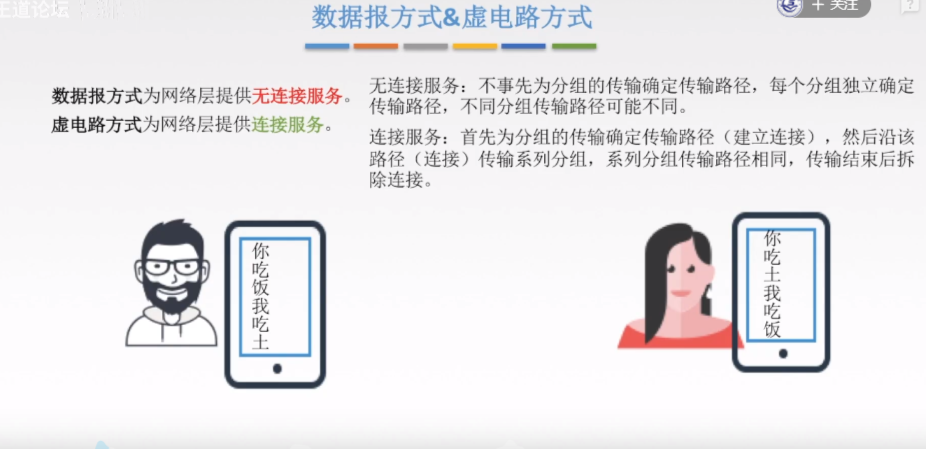 王道论坛
+ 关注
数据报方式&虚电路方式
数据报方式为网络层提供无连接服务。
虚电路方式为网络层提供连接服务。
无连接服务：不事先为分组的传输确定传输路径，每个分组独立确定
传输路径，不同分组传输路径可能不同。
连接服务：首先为分组的传输确定传输路径（建立连接），然后沿该
路径（连接）传输系列分组，系列分组传输路径相同，传输结束后拆
除连接。
你吃饭我吃土
你吃土我吃饭